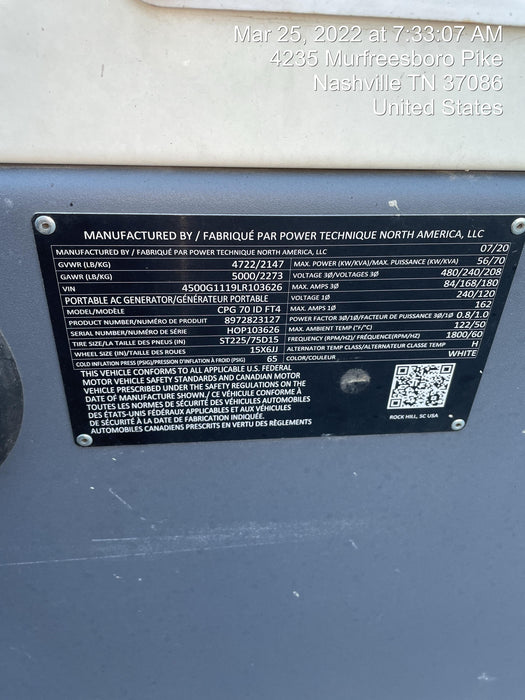 Mar 25, 2022 at 7:33:07 AM
4235 Murfreesboro Pike
Nashville TN 37086
United States
MANUFACTURED BY / FABRIQUÉ PAR POWER TECHNIQUE NORTH AMERICA, LLC
MANUFACTURED BY / FABRIQUÉ PAR POWER TECHNIQUE NORTH AMERICA, LLC 07/20
GVWR (LB/KG) 4722/2147 MAX. POWER (KW/KVA)/MAX. PUISSANCE (KW/KVA) 56/70
GAWR (LB/KG) 5000/2273 VOLTAGE 3Ø/VOLTAGES 3Ø 480/240/208
VIN 4500G1119LR103626 MAX. AMPS 3Ø 84/168/180
PORTABLE AC GENERATOR/GÉNÉRATEUR PORTABLE VOLTAGE 1Ø 240/120
MODEL/MODÈLE CPG 70 ID FT4 MAX. AMPS 1Ø 162
PRODUCT NUMBER/NUMÉRO DE PRODUIT 8972823127 POWER FACTOR 3Ø/1Ø/FACTEUR DE PUISSANCE 3Ø/1Ø 0.8/1.0
SERIAL NUMBER/NUMÉRO DE SÉRIE HOP103626 MAX. AMBIENT TEMP (°F/°C) 122/50
TIRE SIZE/LA TAILLE DES PNEUS (IN) ST225/75D15 FREQUENCY (RPM/HZ)/ FRÉQUENCE(RPM/HZ) 1800/60
WHEEL SIZE (IN)/TAILLE DES ROUES 15X6JJ ALTERNATOR TEMP CLASS/ALTERNATEUR CLASSE TEMP H
COLD INFLATION PRESS (PSIG)/PRESSION D'INFLATION À FROID (PSIG) 65 COLOR/COULEUR WHITE
THIS VEHICLE CONFORMS TO ALL APPLICABLE U.S. FEDERAL
MOTOR VEHICLE SAFETY STANDARDS AND CANADIAN MOTOR
VEHICLE PRESCRIBED UNDER THE SAFETY REGULATIONS ON THE
DATE OF MANUFACTURE SHOWN./ CE VÉHICULE CONFORME À
TOUTES LES NORMES DE SÉCURITÉ DES VÉHICULES AUTOMOBILES
DES ÉTATS-UNIS FÉDÉRAUX APPLICABLES ET AUX VÉHICULES
DE SÉCURITÉ À LA DATE DE FABRICATION INDIQUÉE.
AUTOMOBILES CANADIENS PRESCRITS EN VERTU DES RÈGLEMENTS
ROCK HILL, SC USA